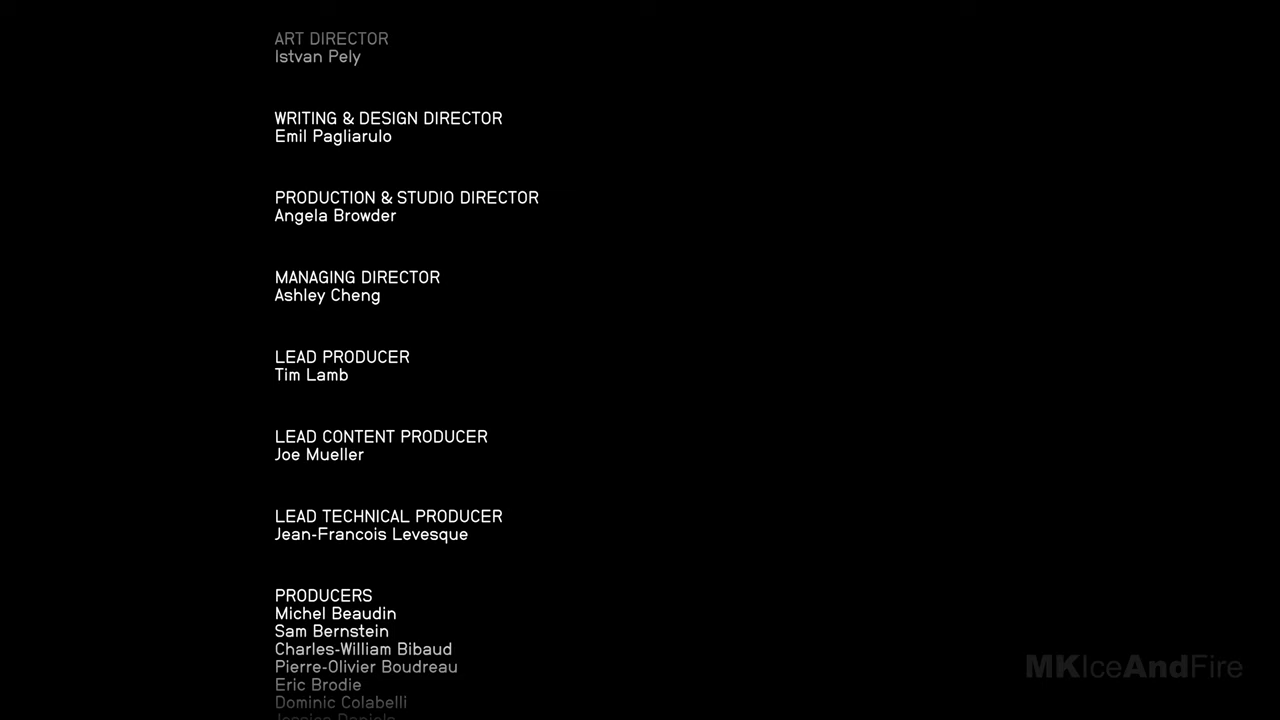 ART DIRECTOR
Istvan Pely
WRITING & DESIGN DIRECTOR
Emil Pagliarulo
PRODUCTION & STUDIO DIRECTOR
Angela Browder
MANAGING DIRECTOR
Ashley Cheng
LEAD PRODUCER
Tim Lamb
LEAD CONTENT PRODUCER
Joe Mueller
LEAD TECHNICAL PRODUCER
Jean-Francois Levesque
PRODUCERS
Michel Beaudin
Sam Bernstein
Charles-William Bibaud
Pierre-Olivier Boudreau
Eric Brodie
Dominic Colabelli
MKIceAndFire